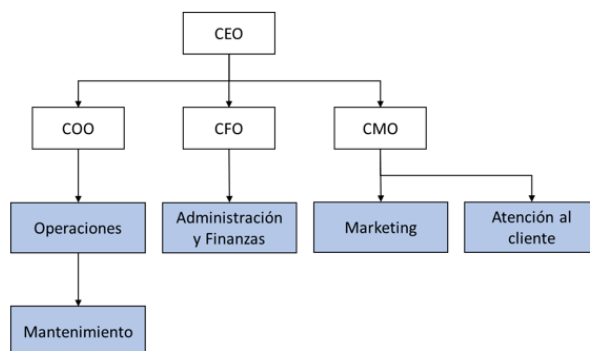 CEO
COO
CFO
CMO
Operaciones
Administración
y Finanzas
Marketing
Atención al
cliente
Mantenimiento